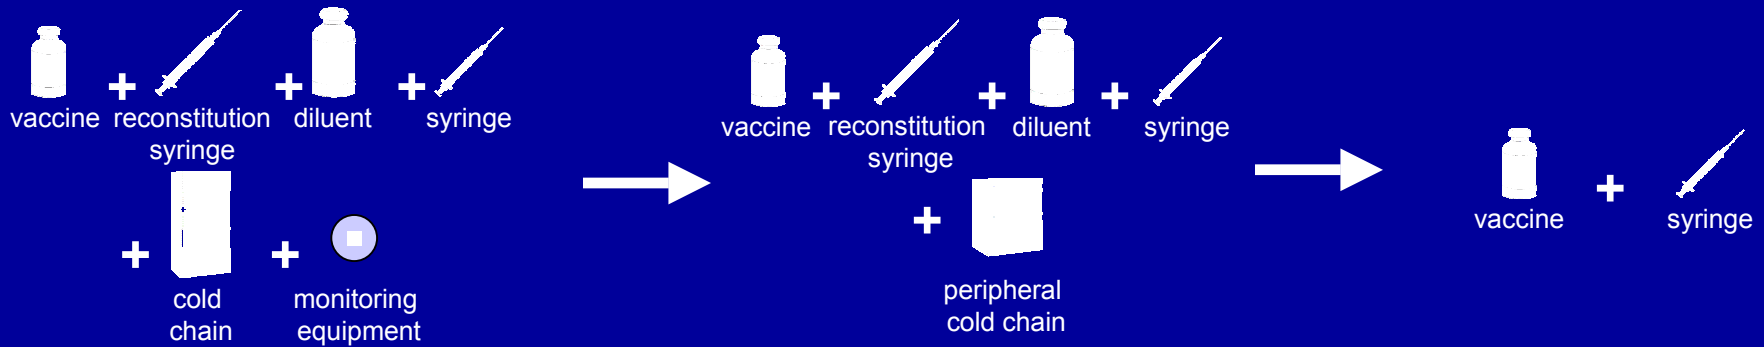 vaccine + reconstitution syringe + diluent + syringe
+ cold chain + monitoring equipment
vaccine + reconstitution syringe + diluent + syringe
+ peripheral cold chain
vaccine + syringe